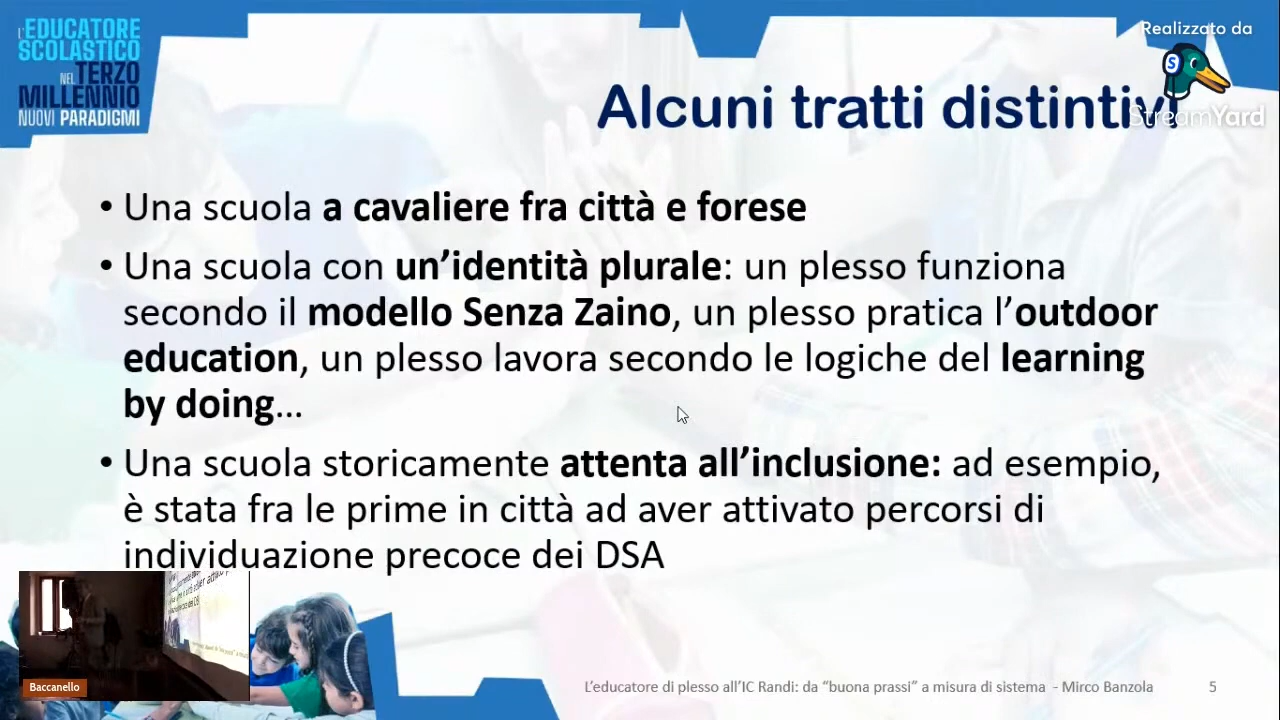 L'EDUCATORE
SCOLASTICO
NEL TERZO
MILLENNIO
NUOVI PARADIGMI
Realizzato da
StreamYard
Alcuni tratti distintivi
• Una scuola a cavaliere fra città e forese
• Una scuola con un’identità plurale: un plesso funziona
secondo il modello Senza Zaino, un plesso pratica l’outdoor
education, un plesso lavora secondo le logiche del learning
by doing...
• Una scuola storicamente attenta all’inclusione: ad esempio,
è stata fra le prime in città ad aver attivato percorsi di
individuazione precoce dei DSA
Baccanello
L’educatore di plesso all’IC Randi: da “buona prassi” a misura di sistema - Mirco Banzola
5